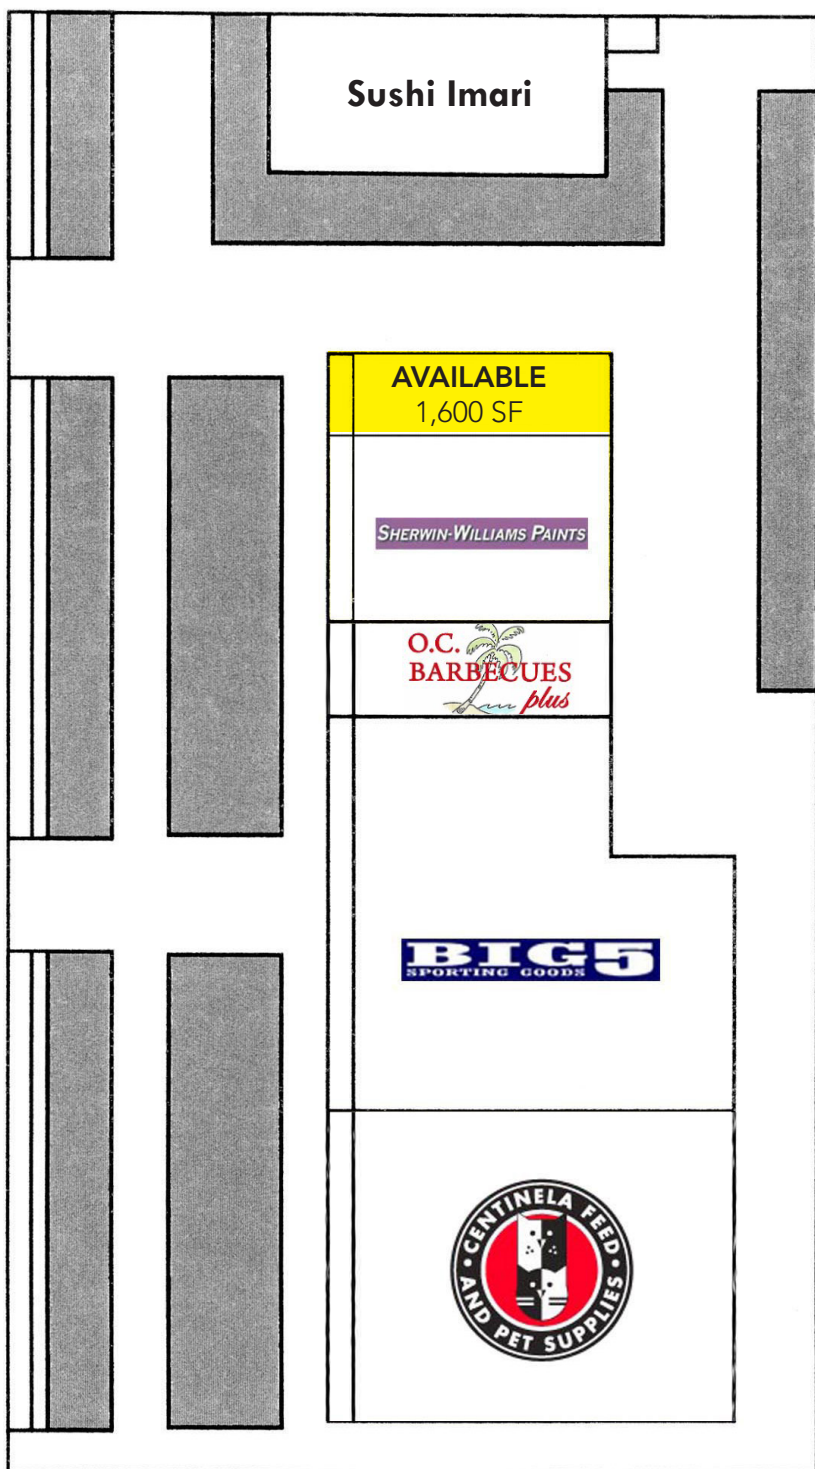 Sushi Imari
AVAILABLE
1,600 SF
SHERWIN-WILLIAMS PAINTS
O.C.
BARBECUES
plus
BIG 5
SPORTING GOODS
• CENTINELA FEED •
AND PET SUPPLIES